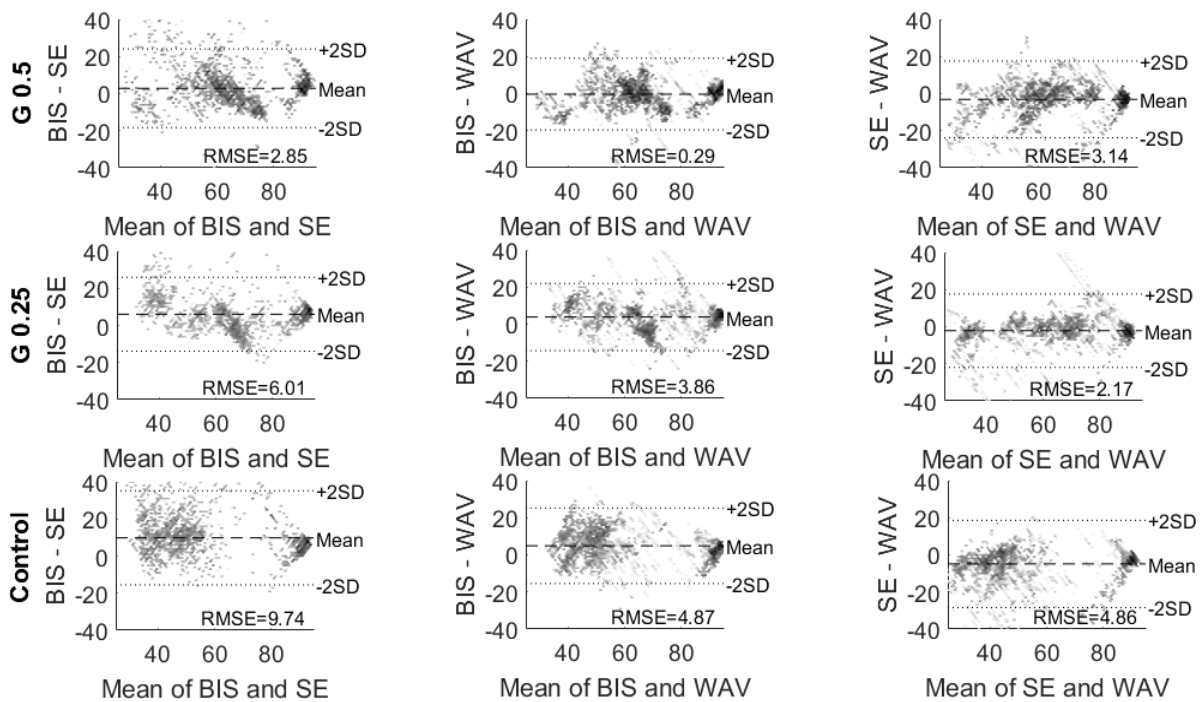 G 0.5
BIS - SE
40
20
0
-20
-40
+2SD
Mean
-2SD
RMSE=2.85
40 60 80
Mean of BIS and SE
BIS - WAV
40
20
0
-20
-40
+2SD
Mean
-2SD
RMSE=0.29
40 60 80
Mean of BIS and WAV
SE - WAV
40
20
0
-20
-40
+2SD
Mean
-2SD
RMSE=3.14
40 60 80
Mean of SE and WAV
G 0.25
BIS - SE
40
20
0
-20
-40
+2SD
Mean
-2SD
RMSE=6.01
40 60 80
Mean of BIS and SE
BIS - WAV
40
20
0
-20
-40
+2SD
Mean
-2SD
RMSE=3.86
40 60 80
Mean of BIS and WAV
SE - WAV
40
20
0
-20
-40
+2SD
Mean
-2SD
RMSE=2.17
40 60 80
Mean of SE and WAV
Control
BIS - SE
40
20
0
-20
-40
+2SD
Mean
-2SD
RMSE=9.74
40 60 80
Mean of BIS and SE
BIS - WAV
40
20
0
-20
-40
+2SD
Mean
-2SD
RMSE=4.87
40 60 80
Mean of BIS and WAV
SE - WAV
40
20
0
-20
-40
+2SD
Mean
-2SD
RMSE=4.86
40 60 80
Mean of SE and WAV